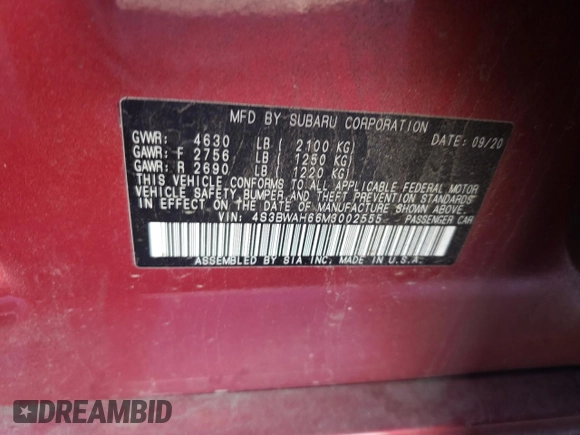 MFD BY SUBARU CORPORATION
GVWR: 4630 LB ( 2100 KG) DATE: 09/20
GAWR: F 2756 LB ( 1250 KG)
GAWR: R 2690 LB ( 1220 KG)
THIS VEHICLE CONFORMS TO ALL APPLICABLE FEDERAL MOTOR
VEHICLE SAFETY, BUMPER, AND THEFT PREVENTION STANDARDS
IN EFFECT ON THE DATE OF MANUFACTURE SHOWN ABOVE.
VIN: 4S3BWAH66M3002555 PASSENGER CAR
ASSEMBLED BY SIA INC. MADE IN U.S.A.
DREAMBID